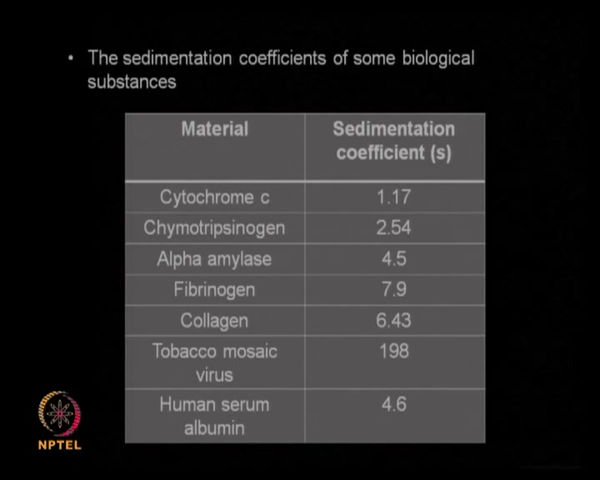 • The sedimentation coefficients of some biological
substances
Material
Sedimentation
coefficient (s)
Cytochrome c 1.17
Chymotripsinogen 2.54
Alpha amylase 4.5
Fibrinogen 7.9
Collagen 6.43
Tobacco mosaic 198
virus
Human serum 4.6
albumin
NPTEL